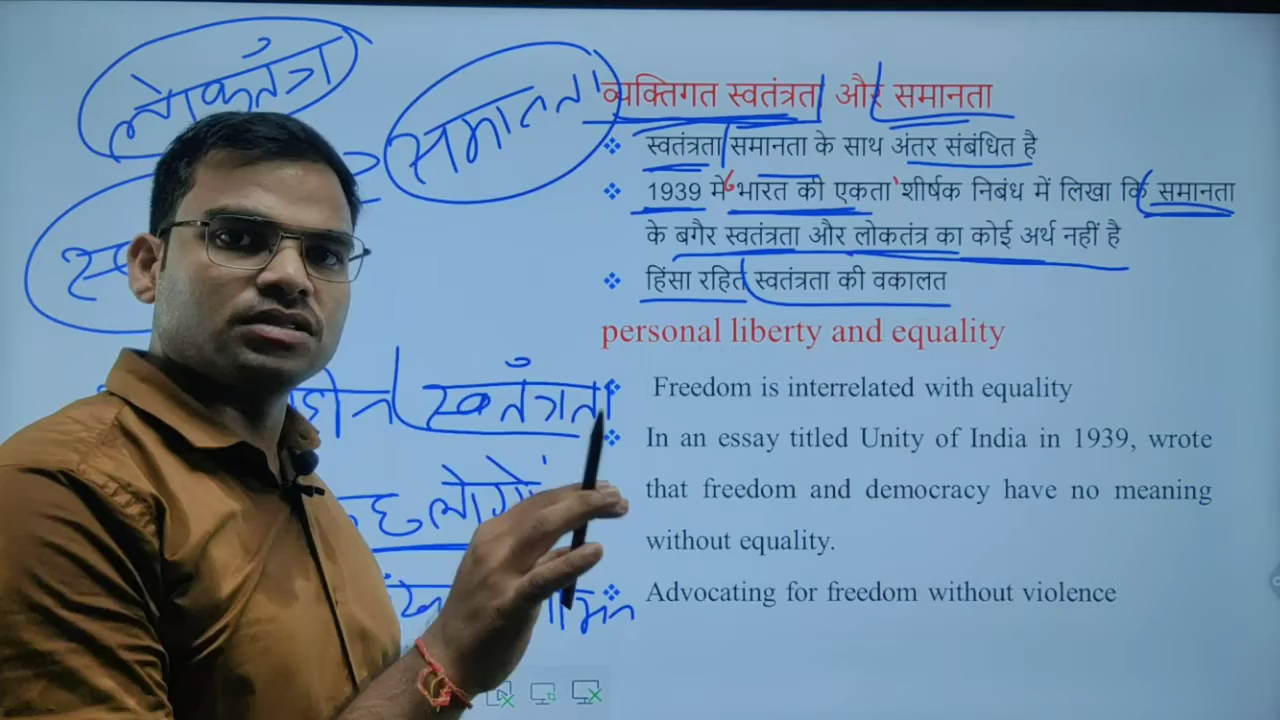 लोकतंत्र
समानता
व्यक्तिगत स्वतंत्रता और समानता
❖ स्वतंत्रता समानता के साथ अंतर संबंधित है
❖ 1939 में 'भारत की एकता' शीर्षक निबंध में लिखा कि समानता
के बगैर स्वतंत्रता और लोकतंत्र का कोई अर्थ नहीं है
❖ हिंसा रहित स्वतंत्रता की वकालत
personal liberty and equality
स्वतंत्रता
❖ Freedom is interrelated with equality
❖ In an essay titled Unity of India in 1939, wrote
that freedom and democracy have no meaning
without equality.
लोगों
❖ Advocating for freedom without violence